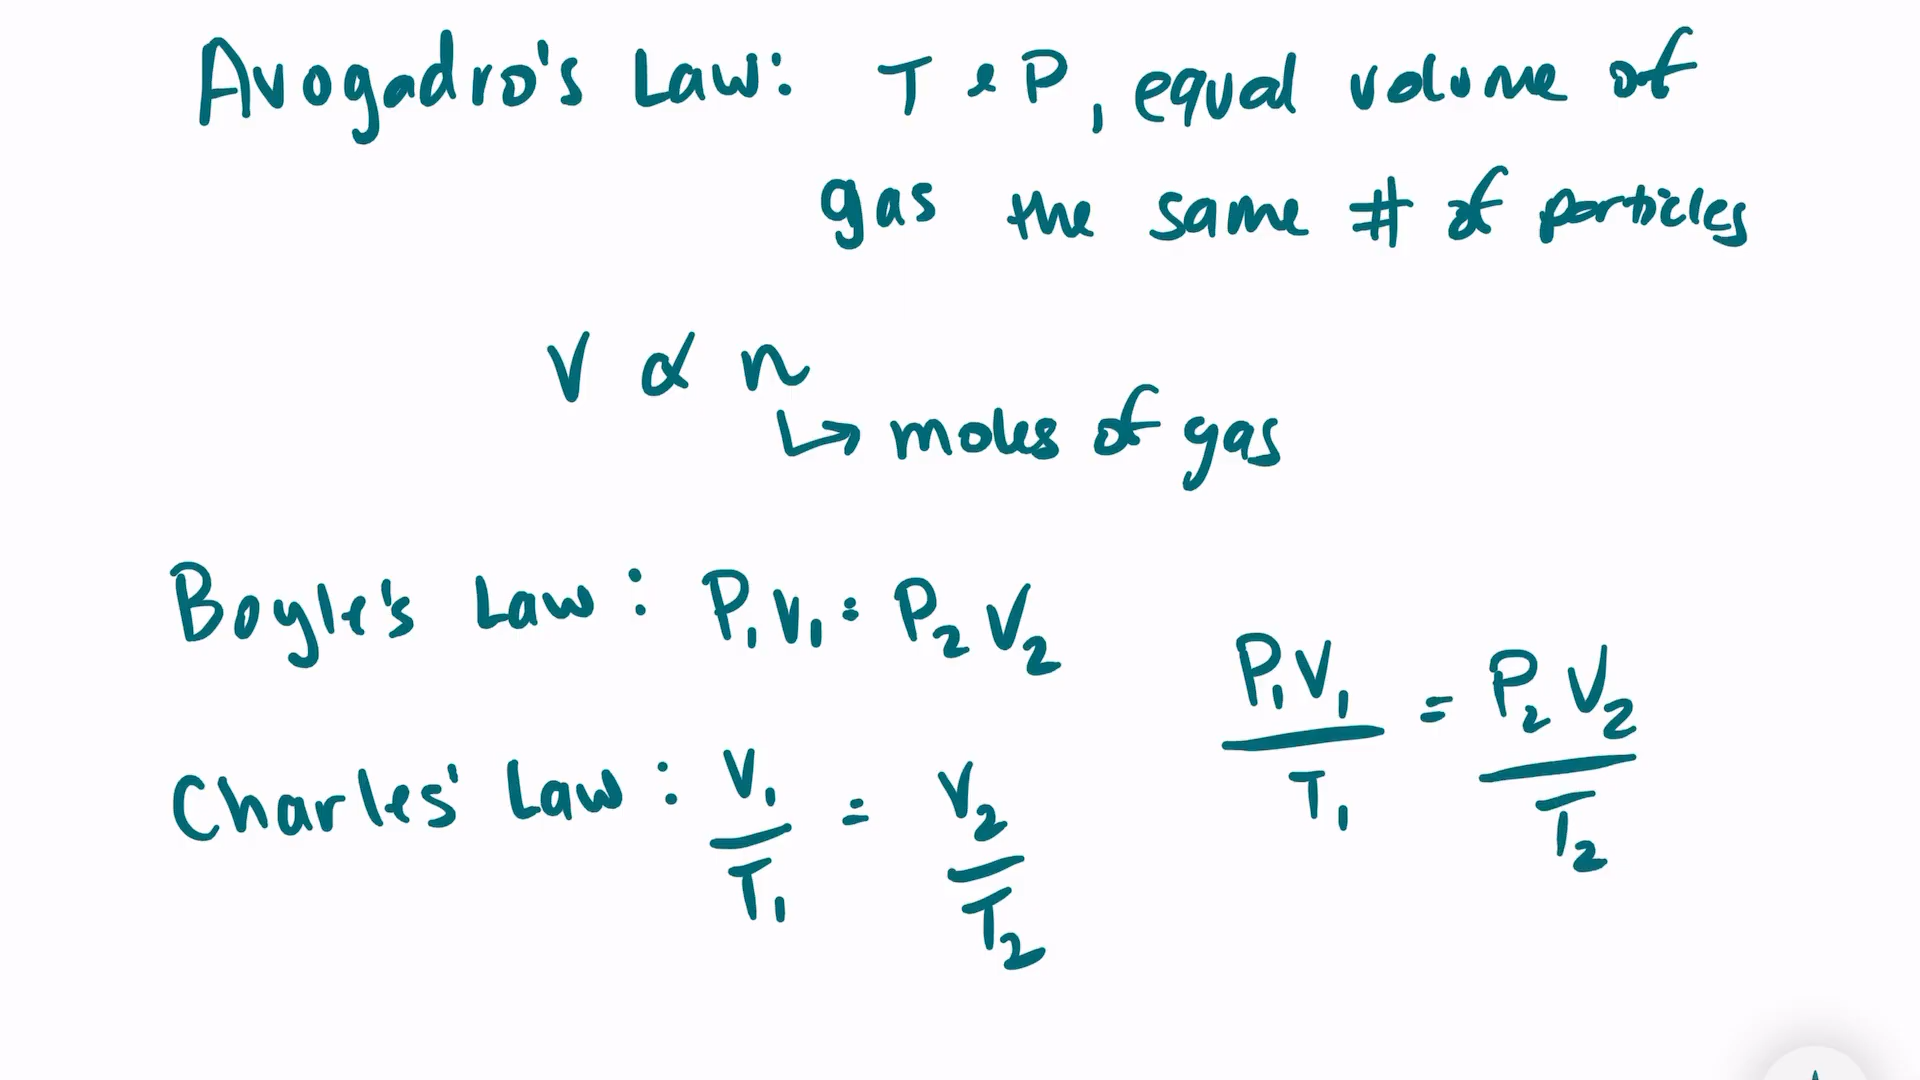 Avogadro's Law: T & P, equal volume of
gas the same # of particles
V ∝ n
↳ moles of gas
Boyle's Law: P₁V₁ = P₂V₂
Charles' Law: V₁/T₁ = V₂/T₂
P₁V₁/T₁ = P₂V₂/T₂